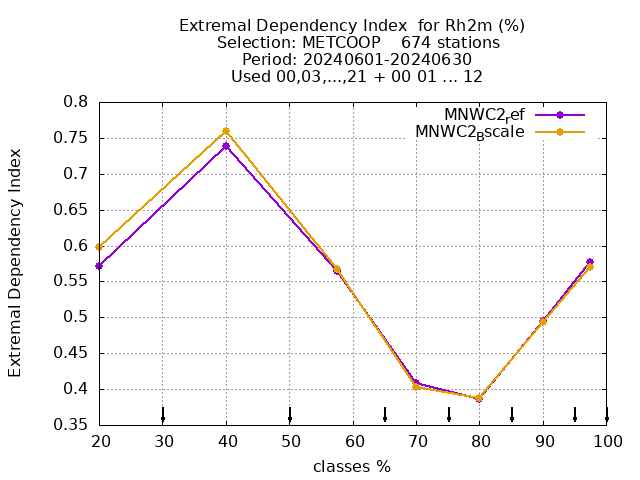 Extremal Dependency Index for Rh2m (%)
Selection: METCOOP 674 stations
Period: 20240601-20240630
Used 00,03,...,21 + 00 01 ... 12
MNWC2ref
MNWC2Bscale
Extremal Dependency Index
0.8
0.75
0.7
0.65
0.6
0.55
0.5
0.45
0.4
0.35
20 30 40 50 60 70 80 90 100
classes %